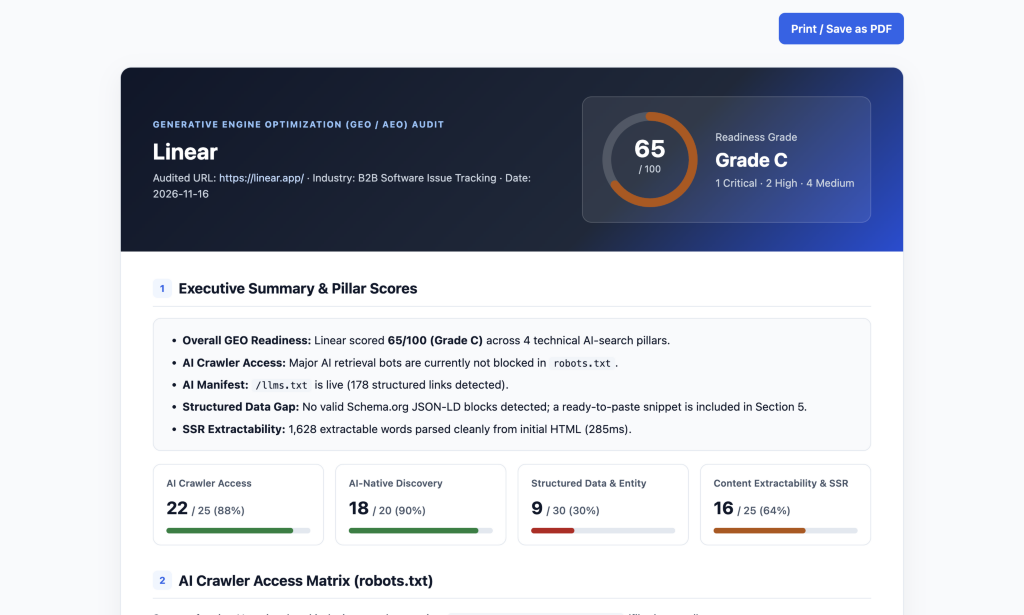 Print / Save as PDF
GENERATIVE ENGINE OPTIMIZATION (GEO / AEO) AUDIT
Linear
Audited URL: https://linear.app/ · Industry: B2B Software Issue Tracking · Date:
2026-11-16
65
/ 100
Readiness Grade
Grade C
1 Critical · 2 High · 4 Medium
1 Executive Summary & Pillar Scores
• Overall GEO Readiness: Linear scored 65/100 (Grade C) across 4 technical AI-search pillars.
• AI Crawler Access: Major AI retrieval bots are currently not blocked in robots.txt .
• AI Manifest: /llms.txt is live (178 structured links detected).
• Structured Data Gap: No valid Schema.org JSON-LD blocks detected; a ready-to-paste snippet is included in Section 5.
• SSR Extractability: 1,628 extractable words parsed cleanly from initial HTML (285ms).
AI Crawler Access
22 / 25 (88%)
AI-Native Discovery
18 / 20 (90%)
Structured Data & Entity
9 / 30 (30%)
Content Extractability & SSR
16 / 25 (64%)
2 AI Crawler Access Matrix (robots.txt)